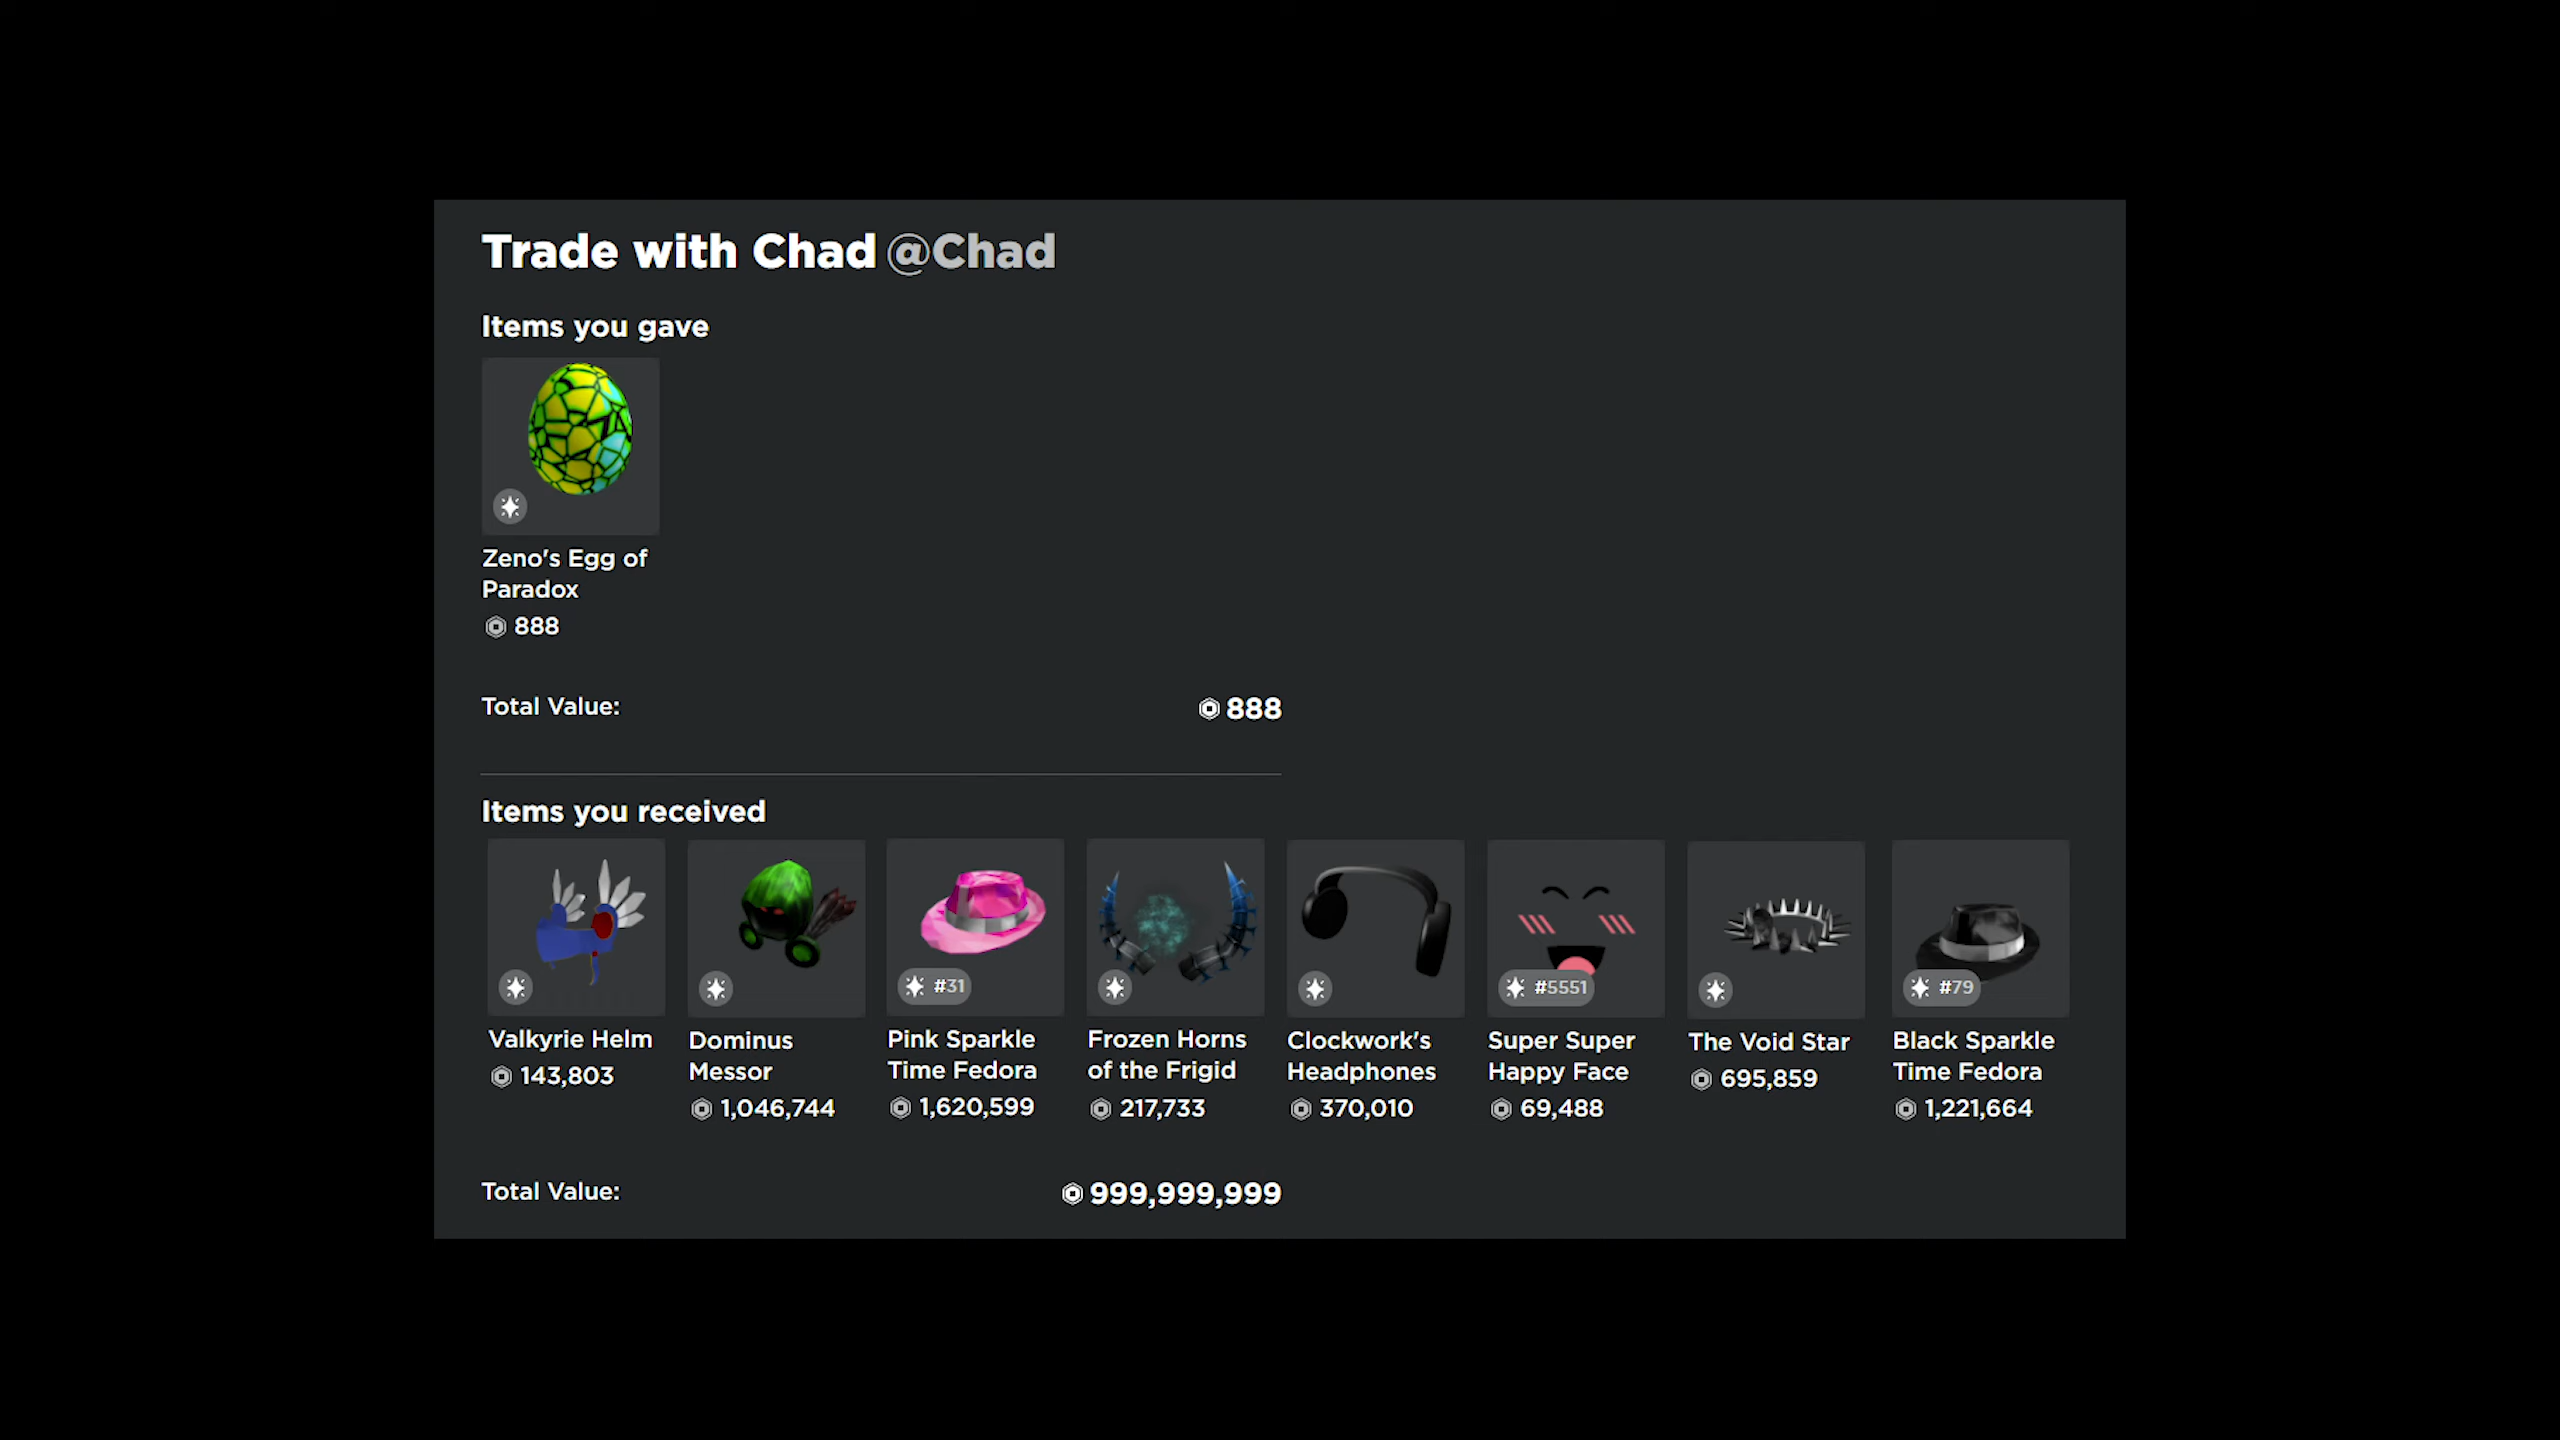 Trade with Chad @Chad
Items you gave
Zeno's Egg of
Paradox
888
Total Value:
888
Items you received
#31
#5551
#79
Valkyrie Helm
143,803
Dominus
Messor
1,046,744
Pink Sparkle
Time Fedora
1,620,599
Frozen Horns
of the Frigid
217,733
Clockwork's
Headphones
370,010
Super Super
Happy Face
69,488
The Void Star
695,859
Black Sparkle
Time Fedora
1,221,664
Total Value:
999,999,999